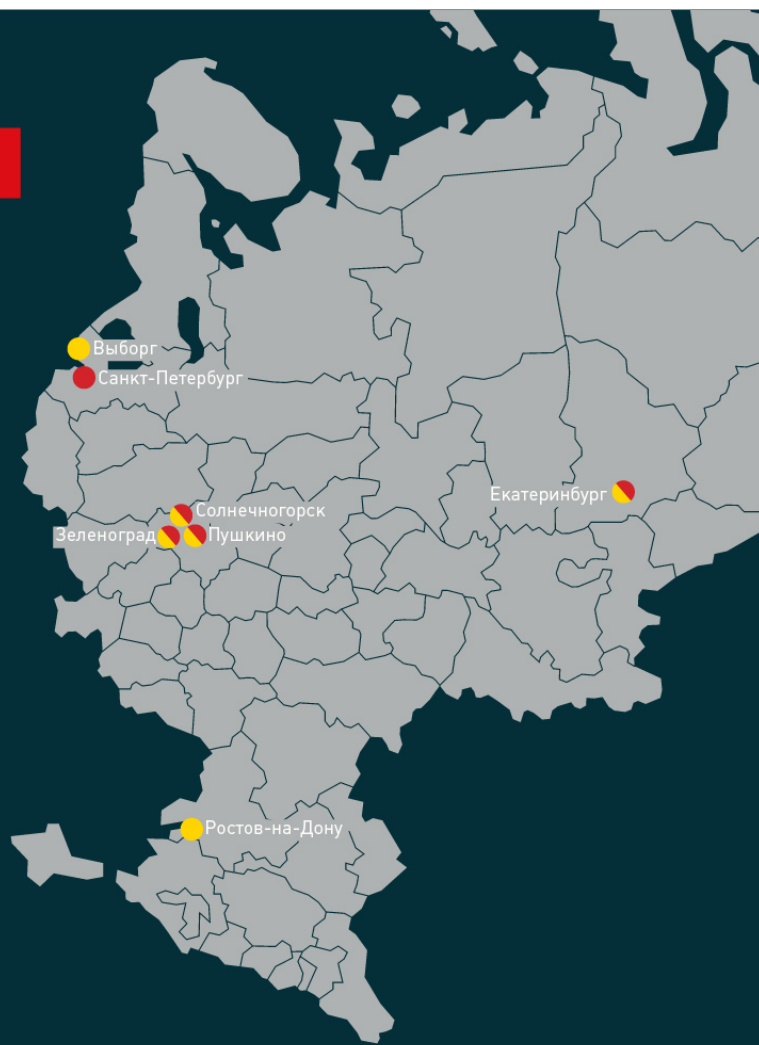 Выборг
Санкт-Петербург
Екатеринбург
Солнечногорск
Зеленоград
Пушкино
Ростов-на-Дону